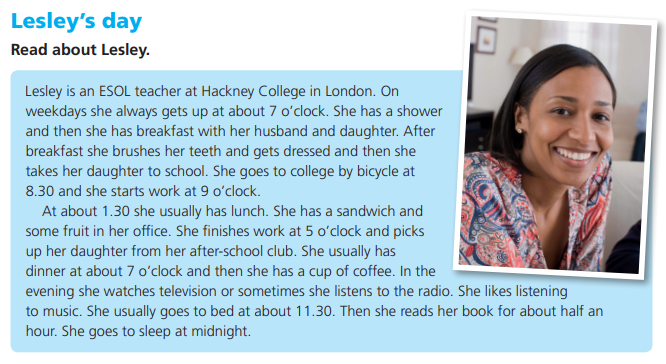 Lesley’s day
Read about Lesley.
Lesley is an ESOL teacher at Hackney College in London. On
weekdays she always gets up at about 7 o’clock. She has a shower
and then she has breakfast with her husband and daughter. After
breakfast she brushes her teeth and gets dressed and then she
takes her daughter to school. She goes to college by bicycle at
8.30 and she starts work at 9 o’clock.
At about 1.30 she usually has lunch. She has a sandwich and
some fruit in her office. She finishes work at 5 o’clock and picks
up her daughter from her after-school club. She usually has
dinner at about 7 o’clock and then she has a cup of coffee. In the
evening she watches television or sometimes she listens to the radio. She likes listening
to music. She usually goes to bed at about 11.30. Then she reads her book for about half an
hour. She goes to sleep at midnight.